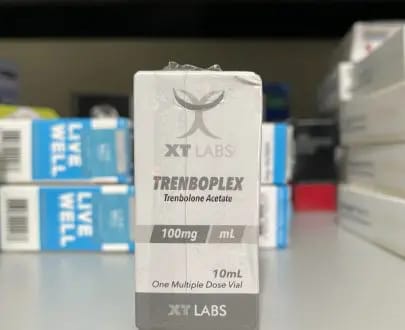 XT LABS
TRENBOPLEX
Trenbolone Acetate
100mg / mL
10mL
One Multiple Dose Vial
XT LABS
LIVE
WELL
LIVE
WELL